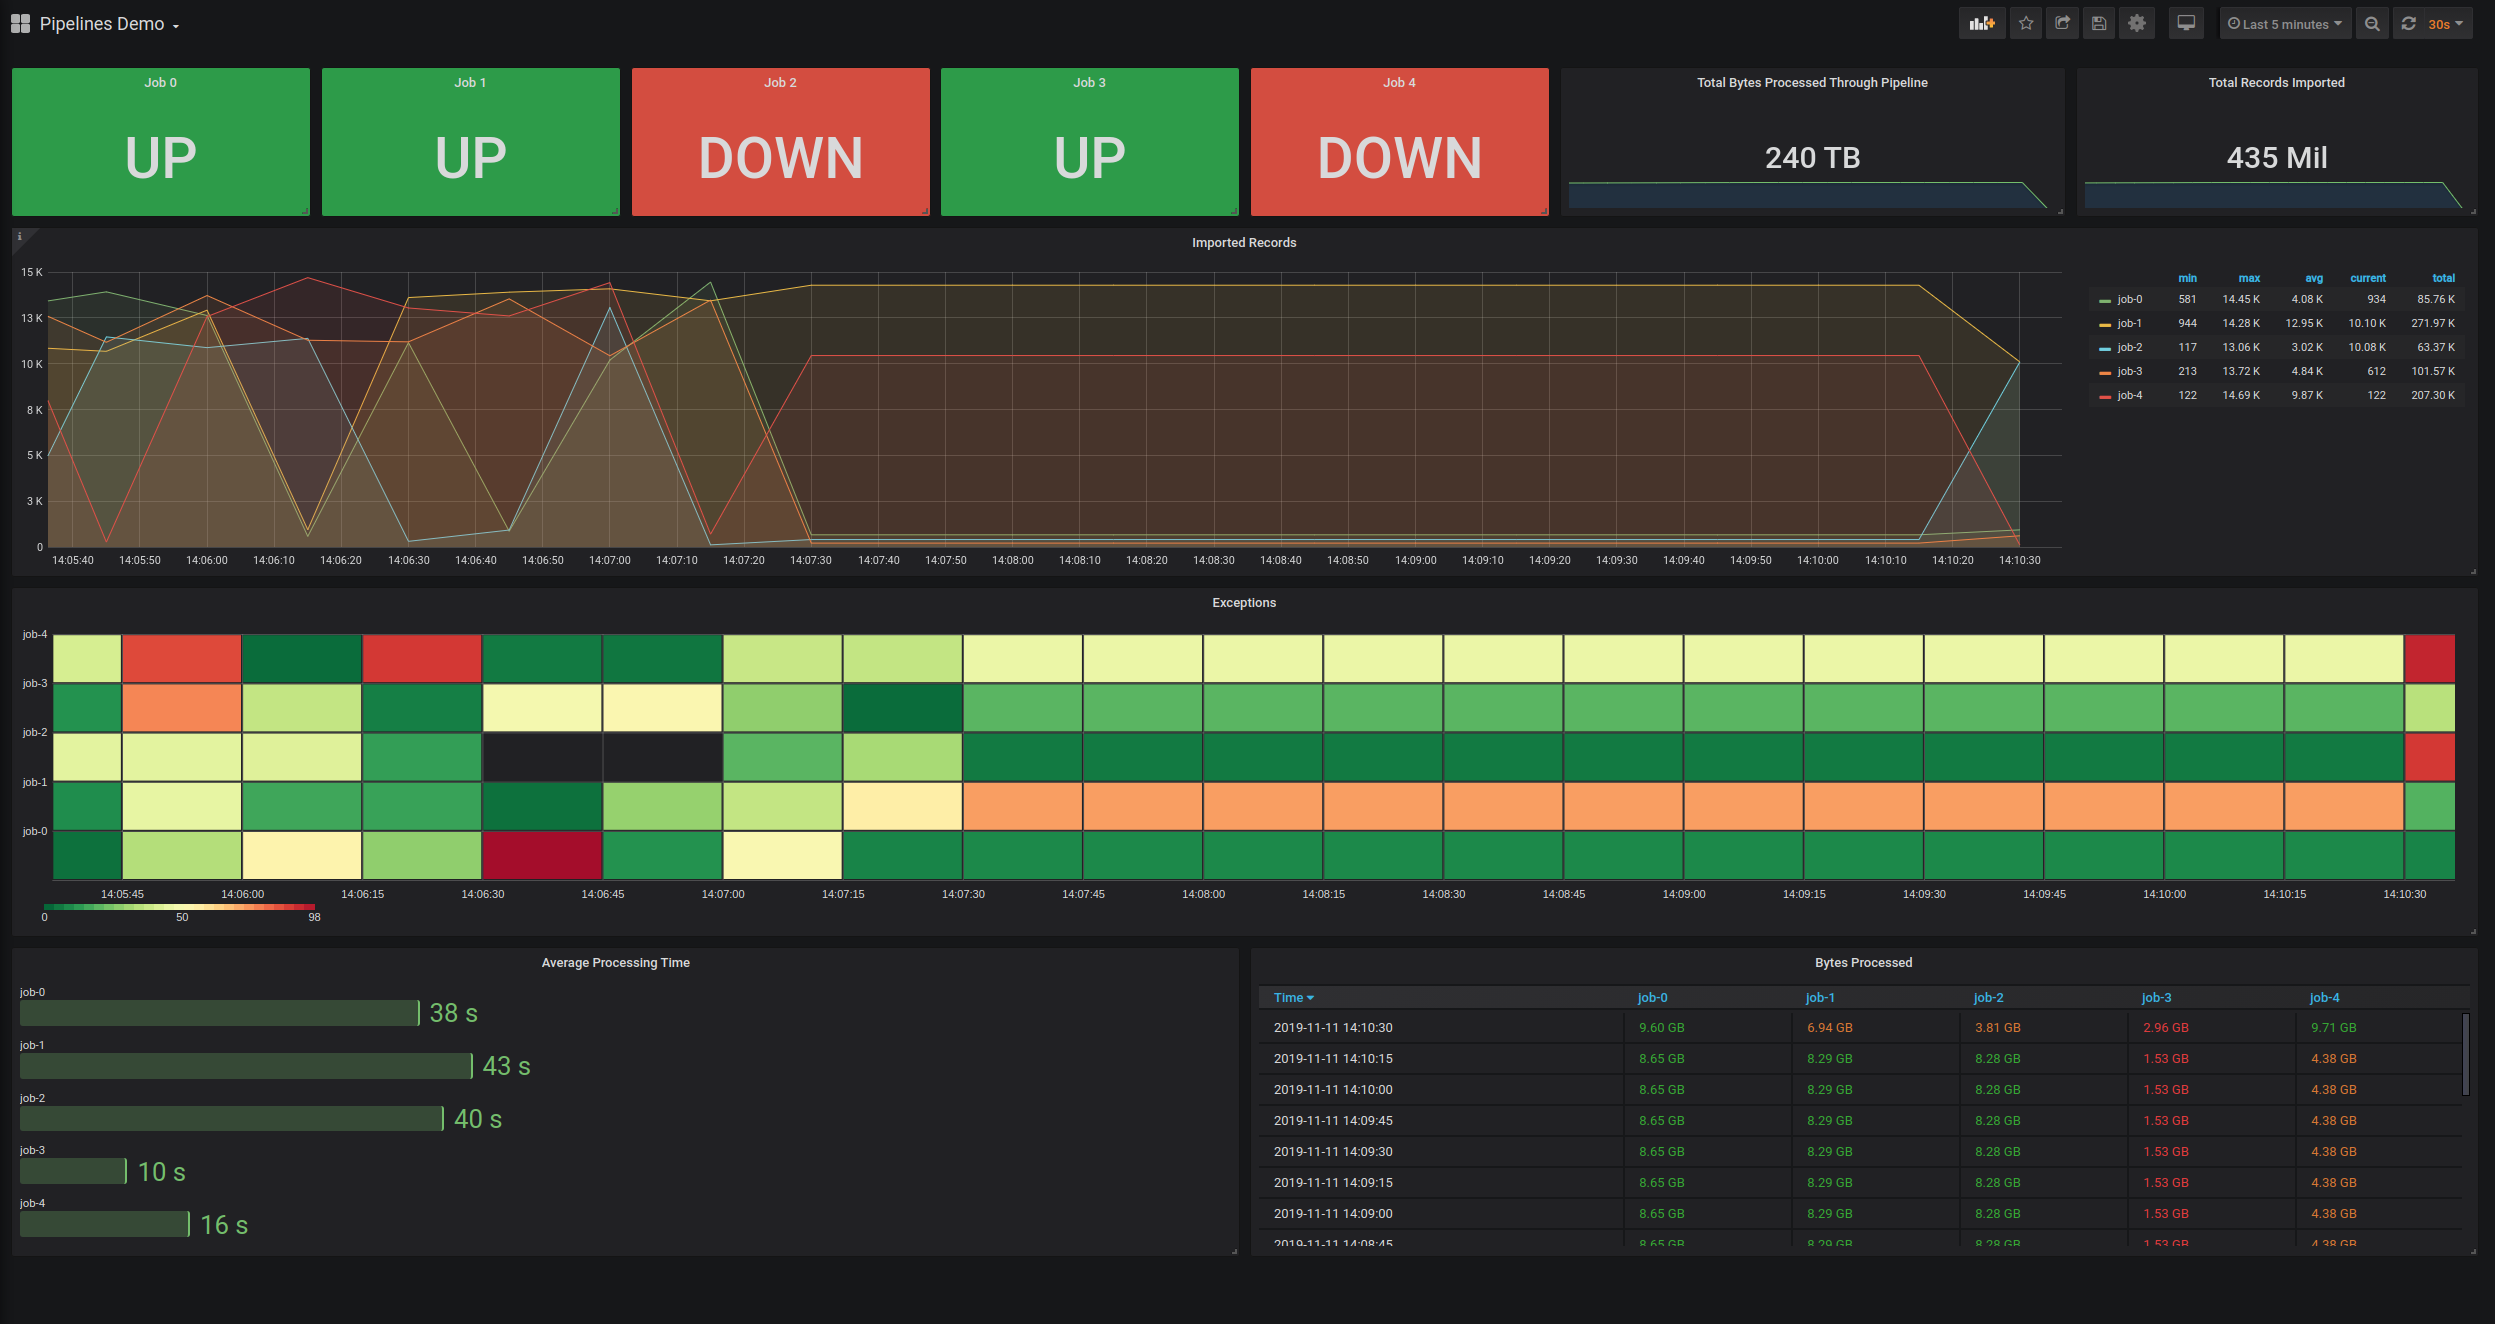 Pipelines Demo
Last 5 minutes
30s
Job 0
UP
Job 1
UP
Job 2
DOWN
Job 3
UP
Job 4
DOWN
Total Bytes Processed Through Pipeline
240 TB
Total Records Imported
435 Mil
i
Imported Records
15 K
13 K
10 K
8 K
5 K
3 K
0
14:05:40 14:05:50 14:06:00 14:06:10 14:06:20 14:06:30 14:06:40 14:06:50 14:07:00 14:07:10 14:07:20 14:07:30 14:07:40 14:07:50 14:08:00 14:08:10 14:08:20 14:08:30 14:08:40 14:08:50 14:09:00 14:09:10 14:09:20 14:09:30 14:09:40 14:09:50 14:10:00 14:10:10 14:10:20 14:10:30
min max avg current total
job-0 581 14.45 K 4.08 K 934 85.76 K
job-1 944 14.28 K 12.95 K 10.10 K 271.97 K
job-2 117 13.06 K 3.02 K 10.08 K 63.37 K
job-3 213 13.72 K 4.84 K 612 101.57 K
job-4 122 14.69 K 9.87 K 122 207.30 K
Exceptions
job-4
job-3
job-2
job-1
job-0
14:05:45 14:06:00 14:06:15 14:06:30 14:06:45 14:07:00 14:07:15 14:07:30 14:07:45 14:08:00 14:08:15 14:08:30 14:08:45 14:09:00 14:09:15 14:09:30 14:09:45 14:10:00 14:10:15 14:10:30
0 50 98
Average Processing Time
job-0
38 s
job-1
43 s
job-2
40 s
job-3
10 s
job-4
16 s
Bytes Processed
Time job-0 job-1 job-2 job-3 job-4
2019-11-11 14:10:30 9.60 GB 6.94 GB 3.81 GB 2.96 GB 9.71 GB
2019-11-11 14:10:15 8.65 GB 8.29 GB 8.28 GB 1.53 GB 4.38 GB
2019-11-11 14:10:00 8.65 GB 8.29 GB 8.28 GB 1.53 GB 4.38 GB
2019-11-11 14:09:45 8.65 GB 8.29 GB 8.28 GB 1.53 GB 4.38 GB
2019-11-11 14:09:30 8.65 GB 8.29 GB 8.28 GB 1.53 GB 4.38 GB
2019-11-11 14:09:15 8.65 GB 8.29 GB 8.28 GB 1.53 GB 4.38 GB
2019-11-11 14:09:00 8.65 GB 8.29 GB 8.28 GB 1.53 GB 4.38 GB
2019-11-11 14:08:45 8.65 GB 8.29 GB 8.28 GB 1.53 GB 4.38 GB